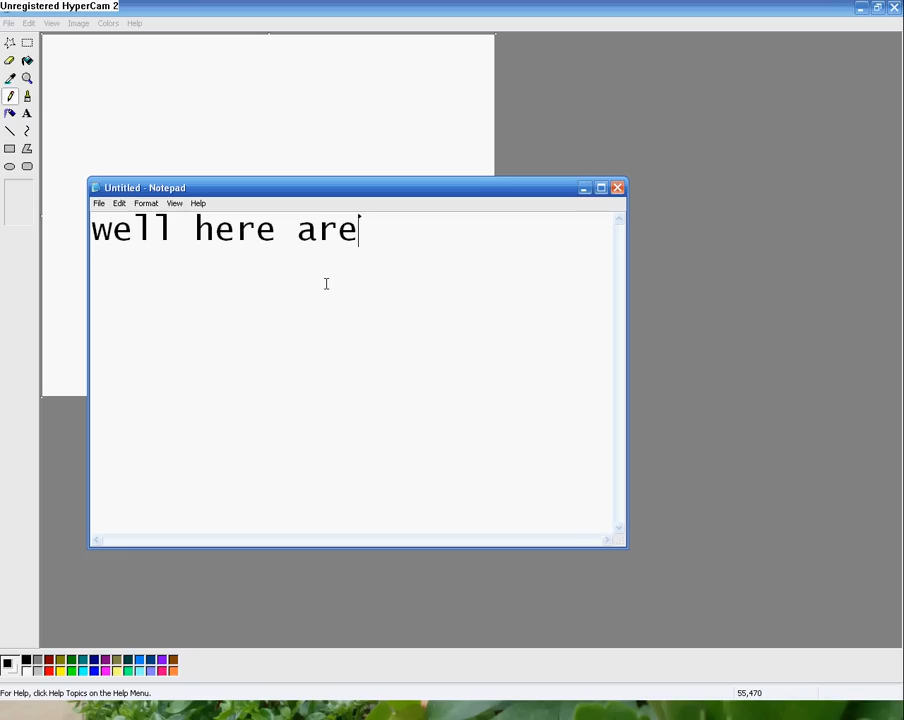 Unregistered HyperCam 2
File Edit View Image Colors Help
Untitled - Notepad
File Edit Format View Help
well here are
For Help, click Help Topics on the Help Menu.
55,470